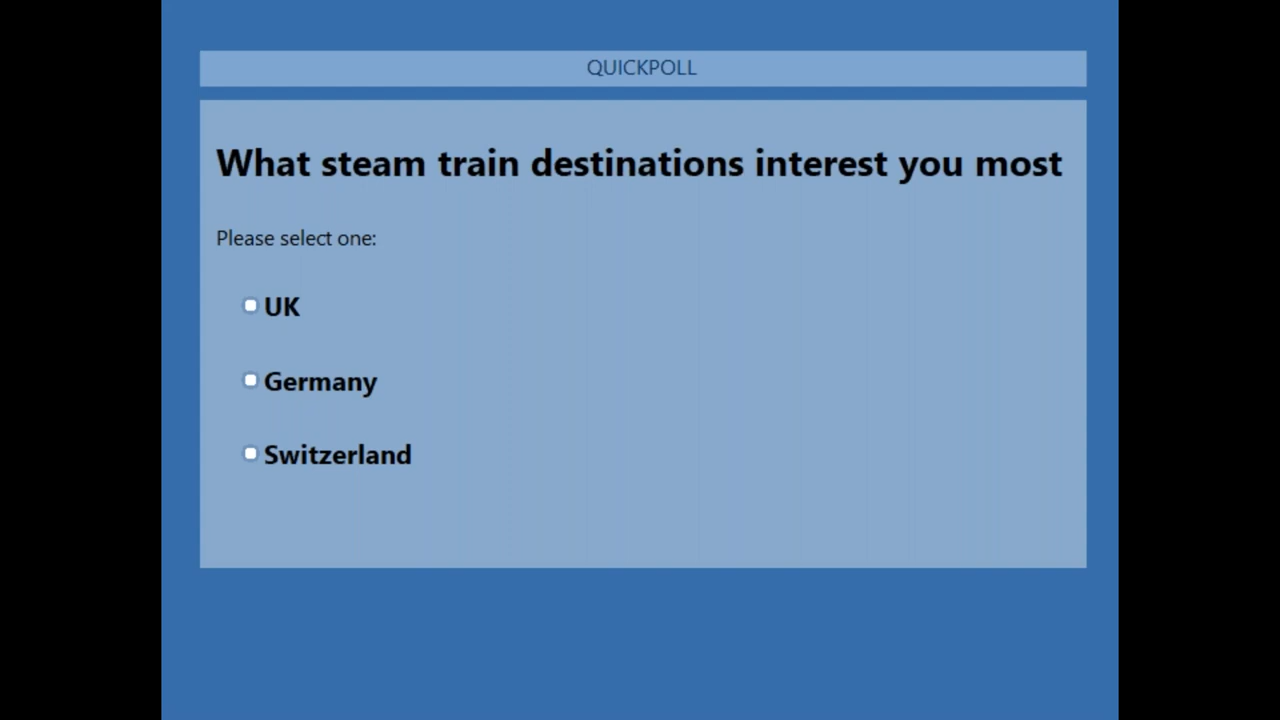 QUICKPOLL
What steam train destinations interest you most
Please select one:
UK
Germany
Switzerland